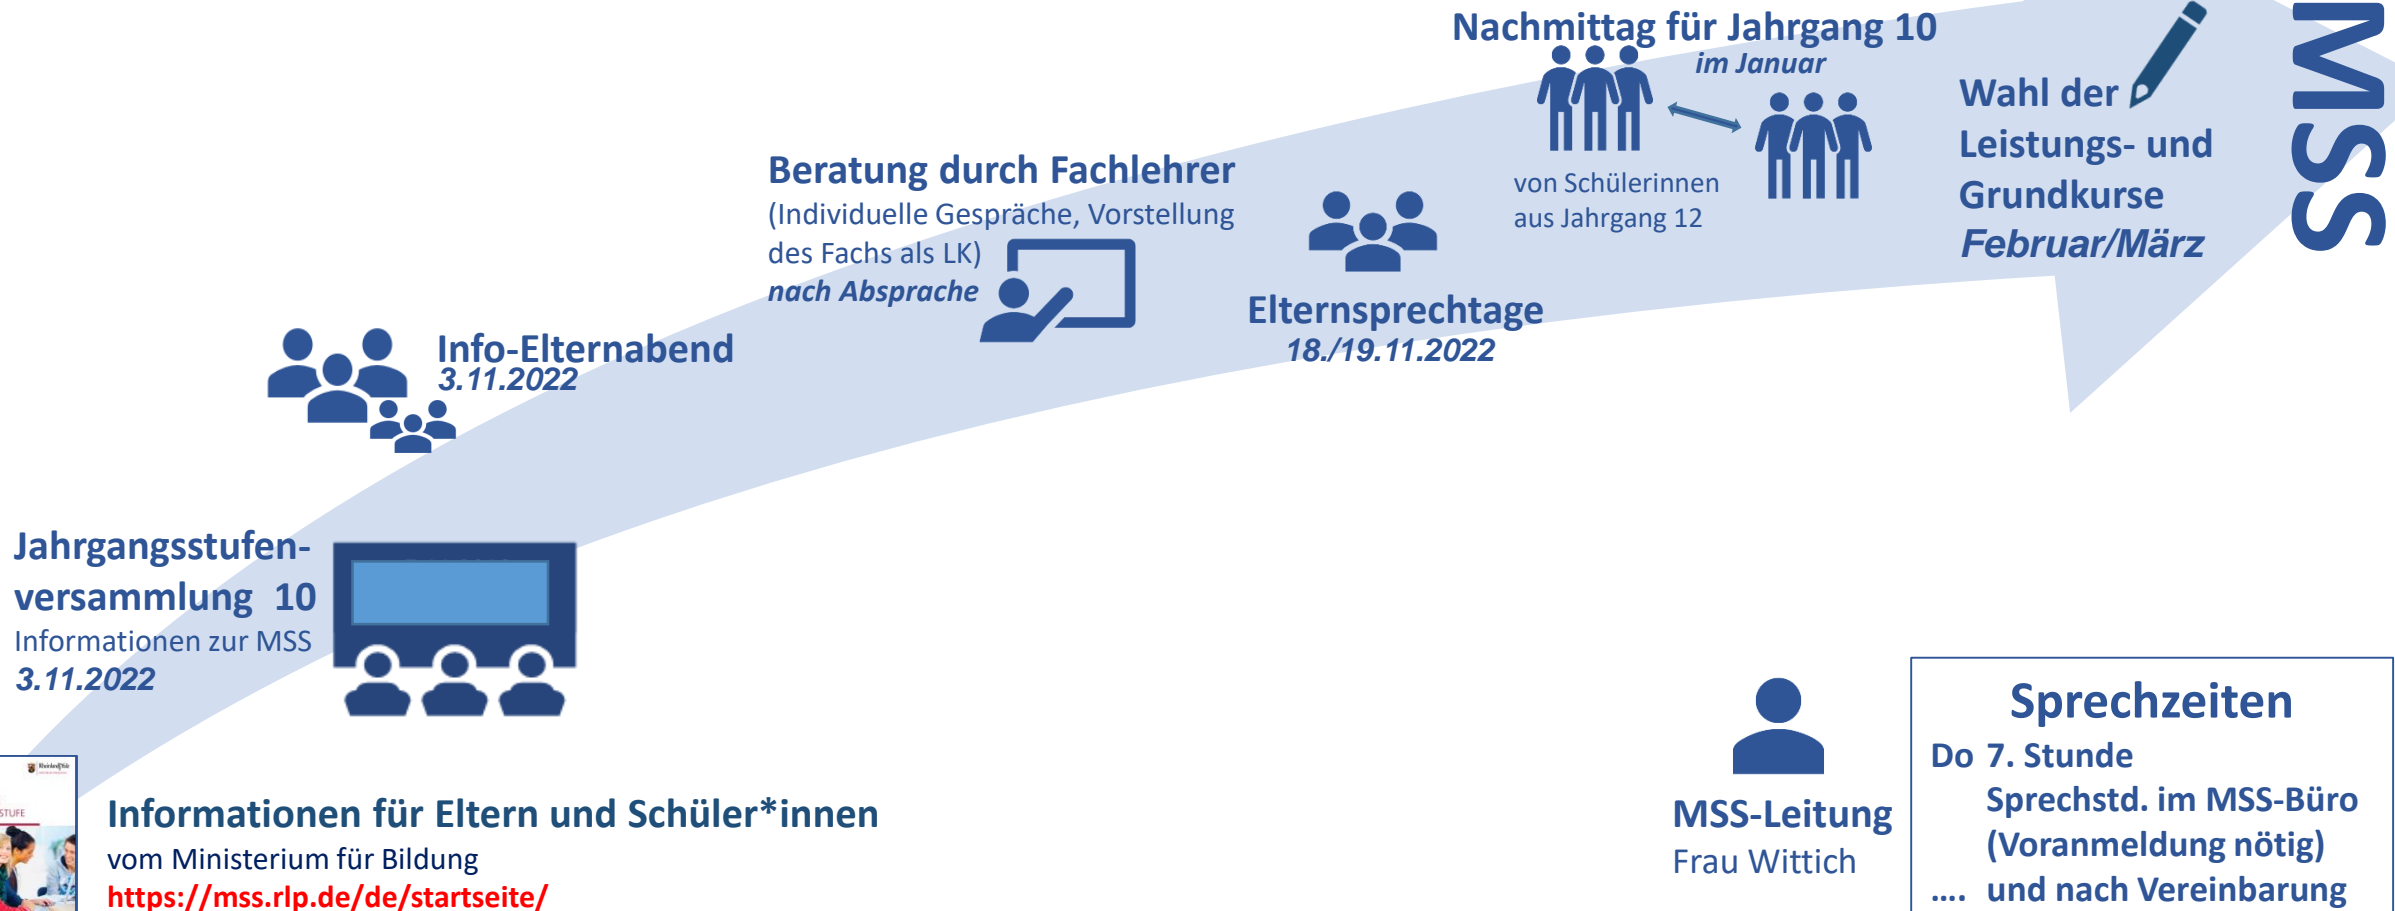 Nachmittag für Jahrgang 10
im Januar
von Schülerinnen
aus Jahrgang 12
Wahl der
Leistungs- und
Grundkurse
Februar/März
MSS
Beratung durch Fachlehrer
(Individuelle Gespräche, Vorstellung
des Fachs als LK)
nach Absprache
Elternsprechtage
18./19.11.2022
Info-Elternabend
3.11.2022
Jahrgangsstufen-
versammlung 10
Informationen zur MSS
3.11.2022
RheinlandPfalz
STUFE
Informationen für Eltern und Schüler*innen
vom Ministerium für Bildung
https://mss.rlp.de/de/startseite/
MSS-Leitung
Frau Wittich
Sprechzeiten
Do 7. Stunde
Sprechstd. im MSS-Büro
(Voranmeldung nötig)
.... und nach Vereinbarung